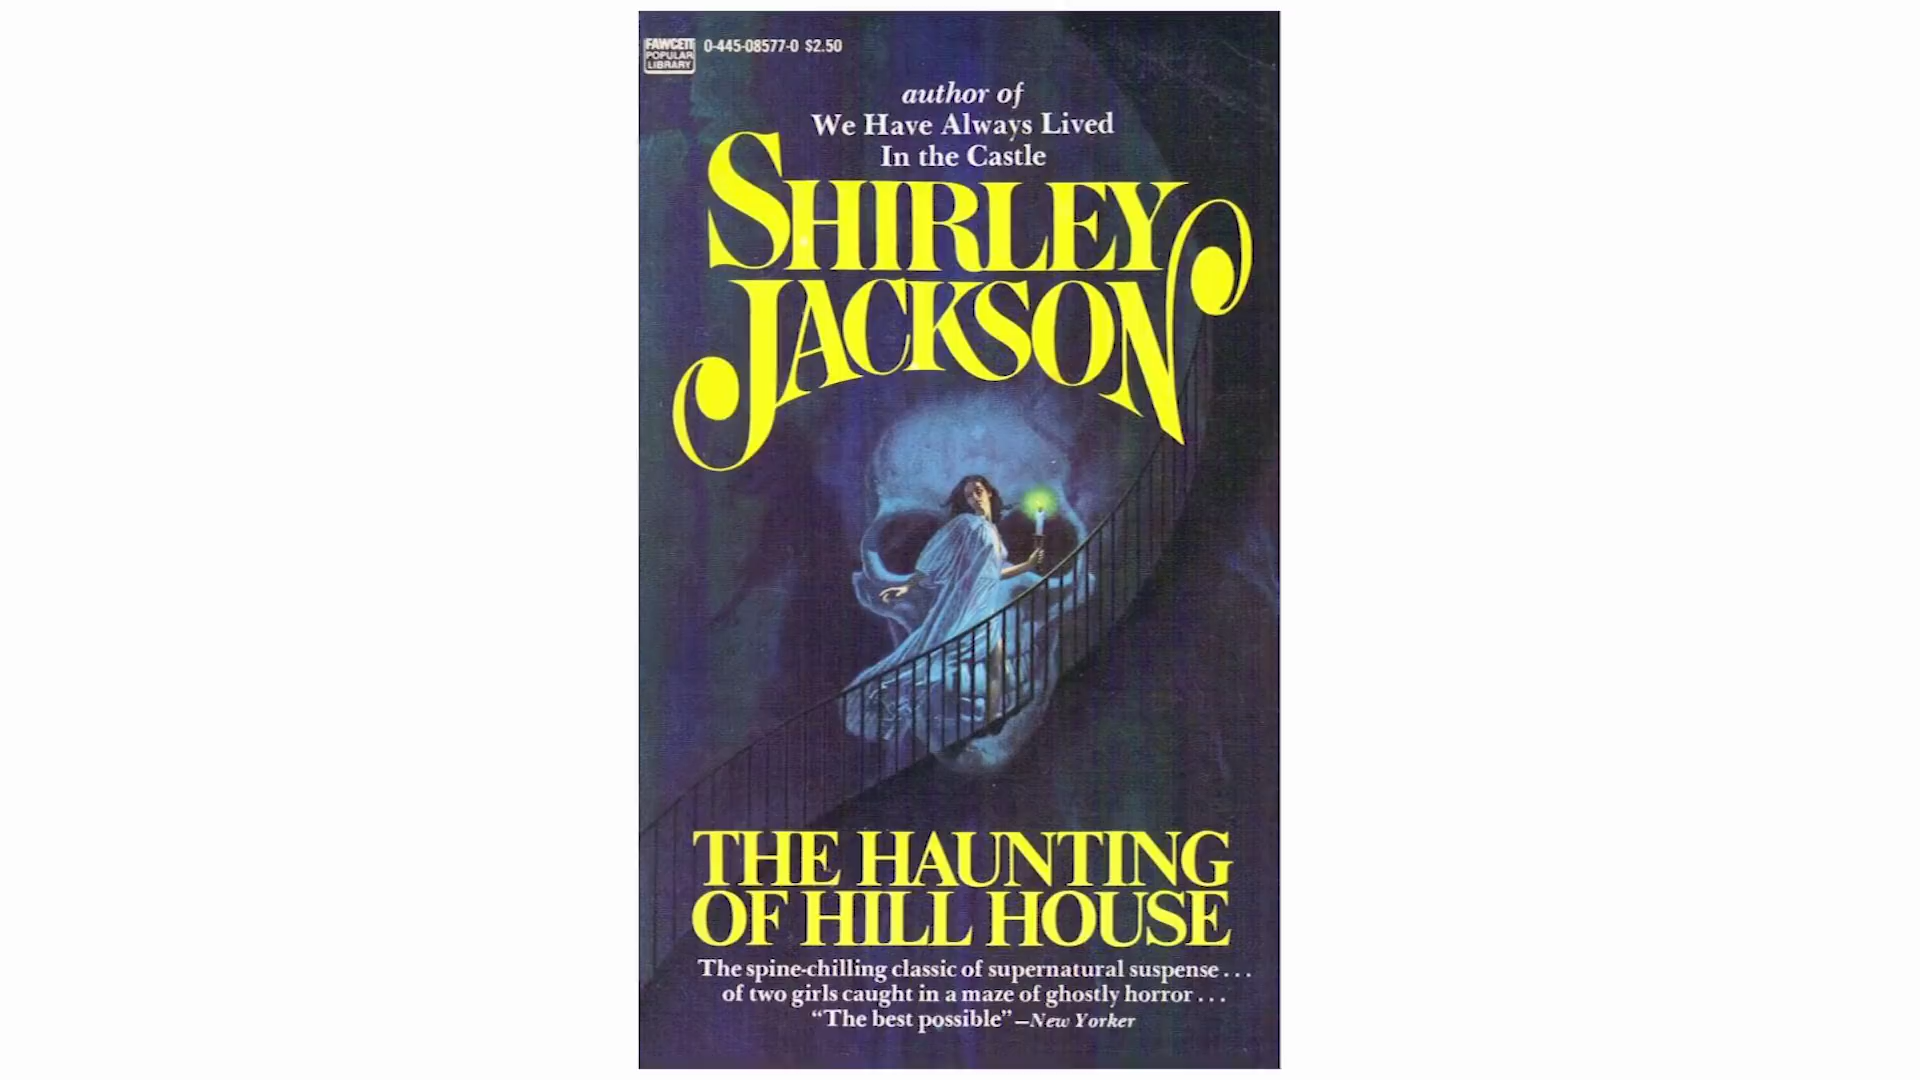 FAWCETT
POPULAR
LIBRARY
0-445-08577-0 $2.50
author of
We Have Always Lived
In the Castle
SHIRLEY
JACKSON
THE HAUNTING
OF HILL HOUSE
The spine-chilling classic of supernatural suspense . . .
of two girls caught in a maze of ghostly horror . . .
“The best possible” —New Yorker